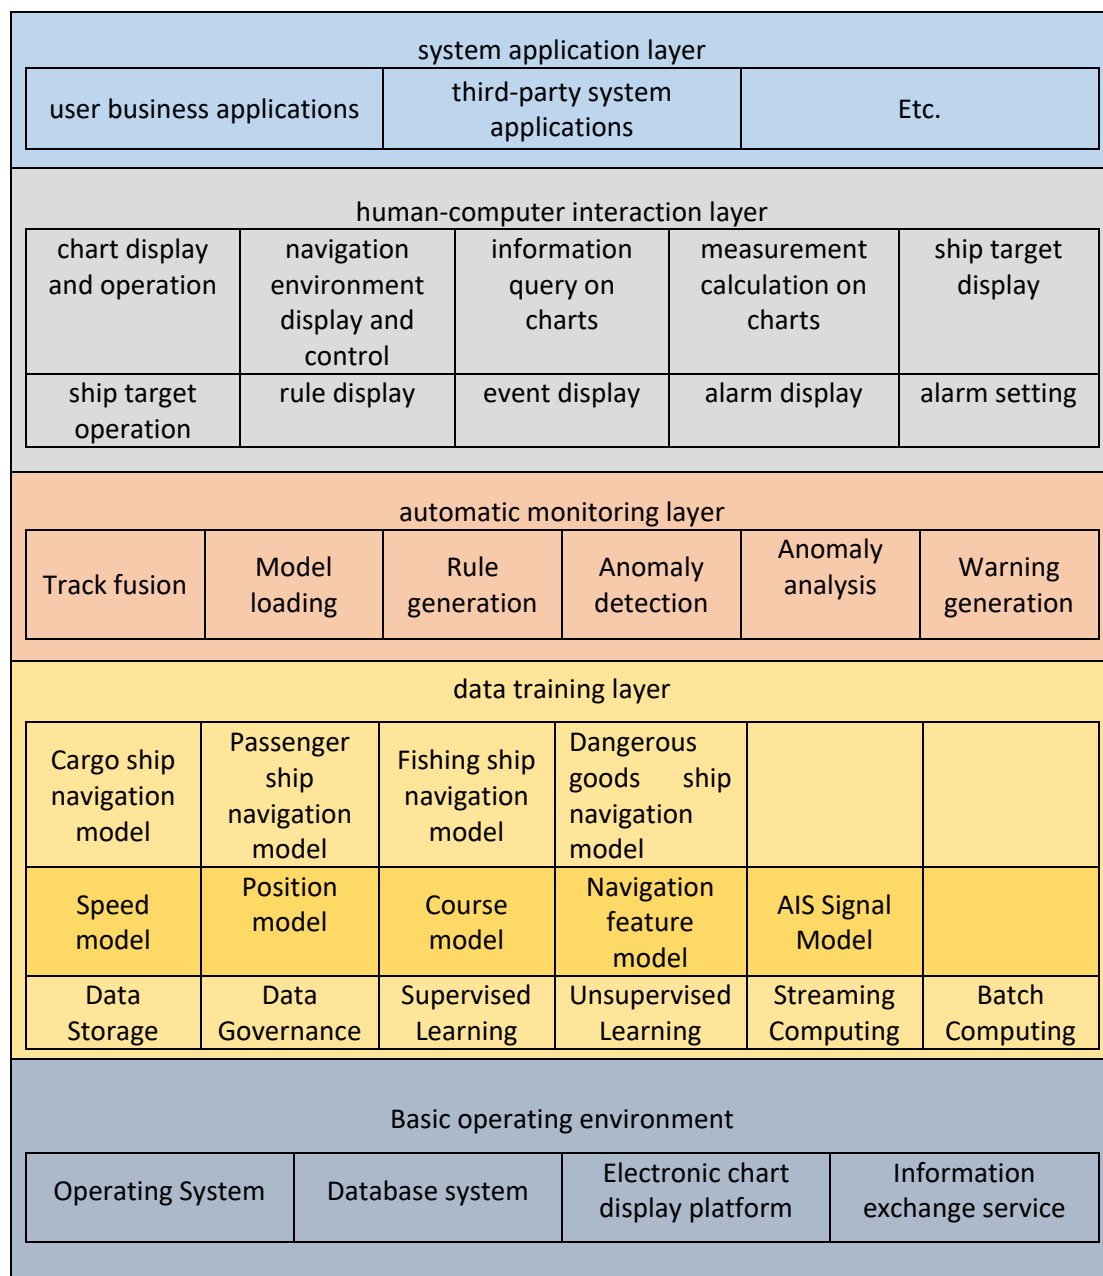 system application layer
user business applications
third-party system
applications
Etc.
human-computer interaction layer
chart display
and operation
navigation
environment
display and
control
information
query on
charts
measurement
calculation on
charts
ship target
display
ship target
operation
rule display
event display
alarm display
alarm setting
automatic monitoring layer
Track fusion
Model
loading
Rule
generation
Anomaly
detection
Anomaly
analysis
Warning
generation
data training layer
Cargo ship
navigation
model
Passenger
ship
navigation
model
Fishing ship
navigation
model
Dangerous
goods ship
navigation
model
Speed
model
Position
model
Course
model
Navigation
feature
model
AIS Signal
Model
Data
Storage
Data
Governance
Supervised
Learning
Unsupervised
Learning
Streaming
Computing
Batch
Computing
Basic operating environment
Operating System
Database system
Electronic chart
display platform
Information
exchange service